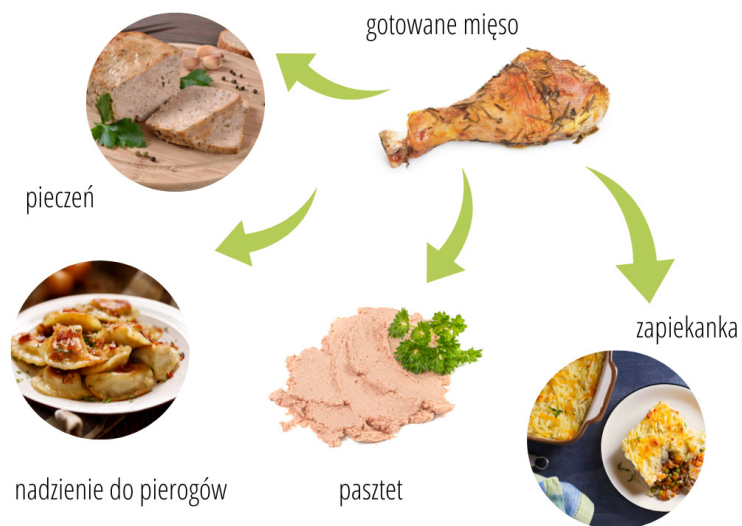 gotowane mięso
pieczeń
zapiekanka
nadzienie do pierogów
pasztet